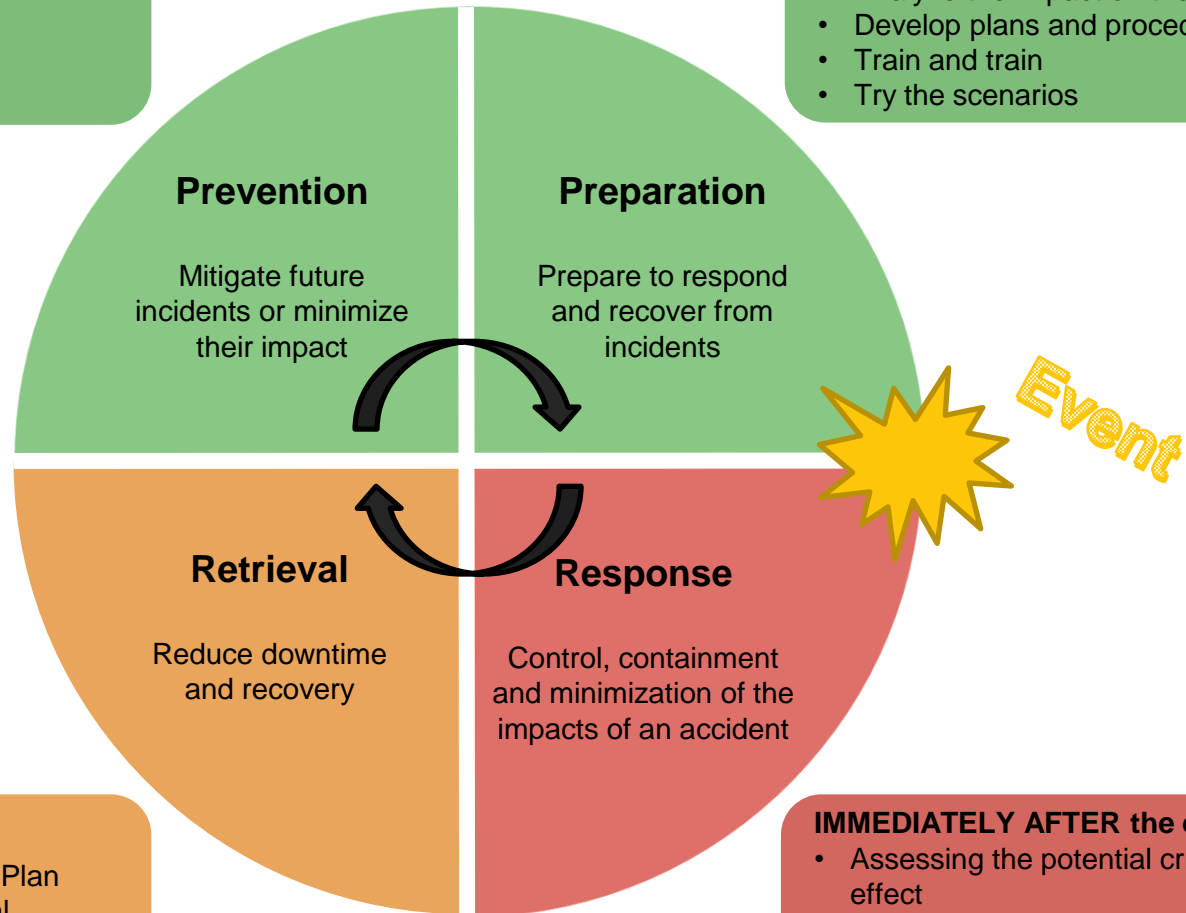 • Develop plans and proced
• Train and train
• Try the scenarios
Prevention
Mitigate future
incidents or minimize
their impact
Preparation
Prepare to respond
and recover from
incidents
Event
Retrieval
Reduce downtime
and recovery
Response
Control, containment
and minimization of the
impacts of an accident
Plan
IMMEDIATELY AFTER the
• Assessing the potential cr
effect